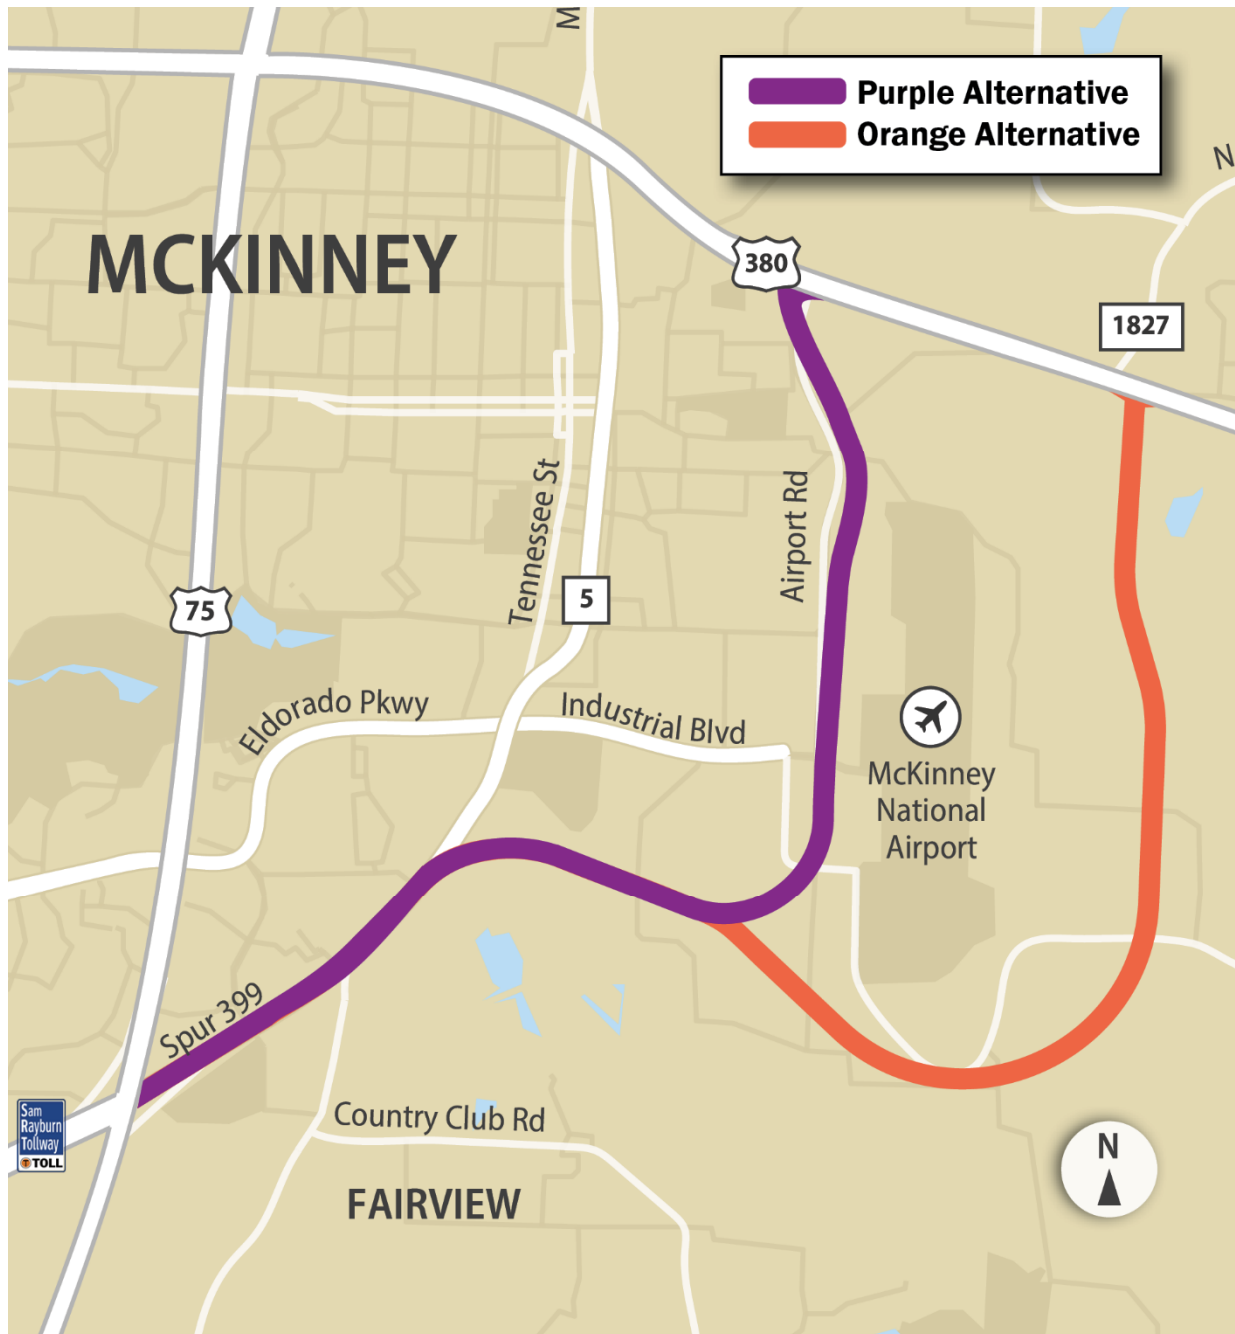 M
Purple Alternative
Orange Alternative
N
MCKINNEY
380
1827
Tennessee St
Airport Rd
5
75
Eldorado Pkwy
Industrial Blvd
McKinney
National
Airport
Spur 399
Sam
Rayburn
Tollway
T TOLL
Country Club Rd
N
FAIRVIEW